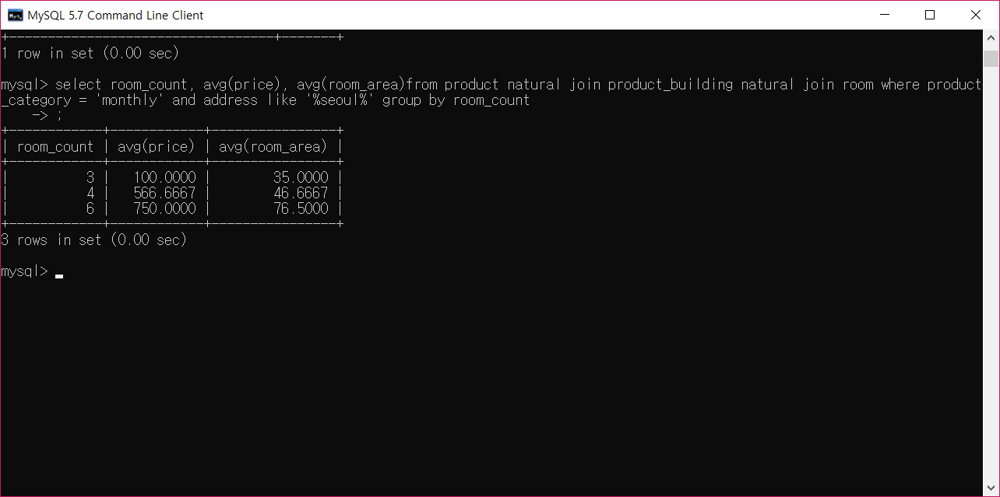 MySQL 5.7 Command Line Client
+----------------------------------+-------+
1 row in set (0.00 sec)
mysql> select room_count, avg(price), avg(room_area)from product natural join product_building natural join room where product
_category = 'monthly' and address like '%seoul%' group by room_count
    -> ;
+------------+------------+----------------+
| room_count | avg(price) | avg(room_area) |
+------------+------------+----------------+
|          3 |   100.0000 |        35.0000 |
|          4 |   566.6667 |        46.6667 |
|          6 |   750.0000 |        76.5000 |
+------------+------------+----------------+
3 rows in set (0.00 sec)
mysql> _